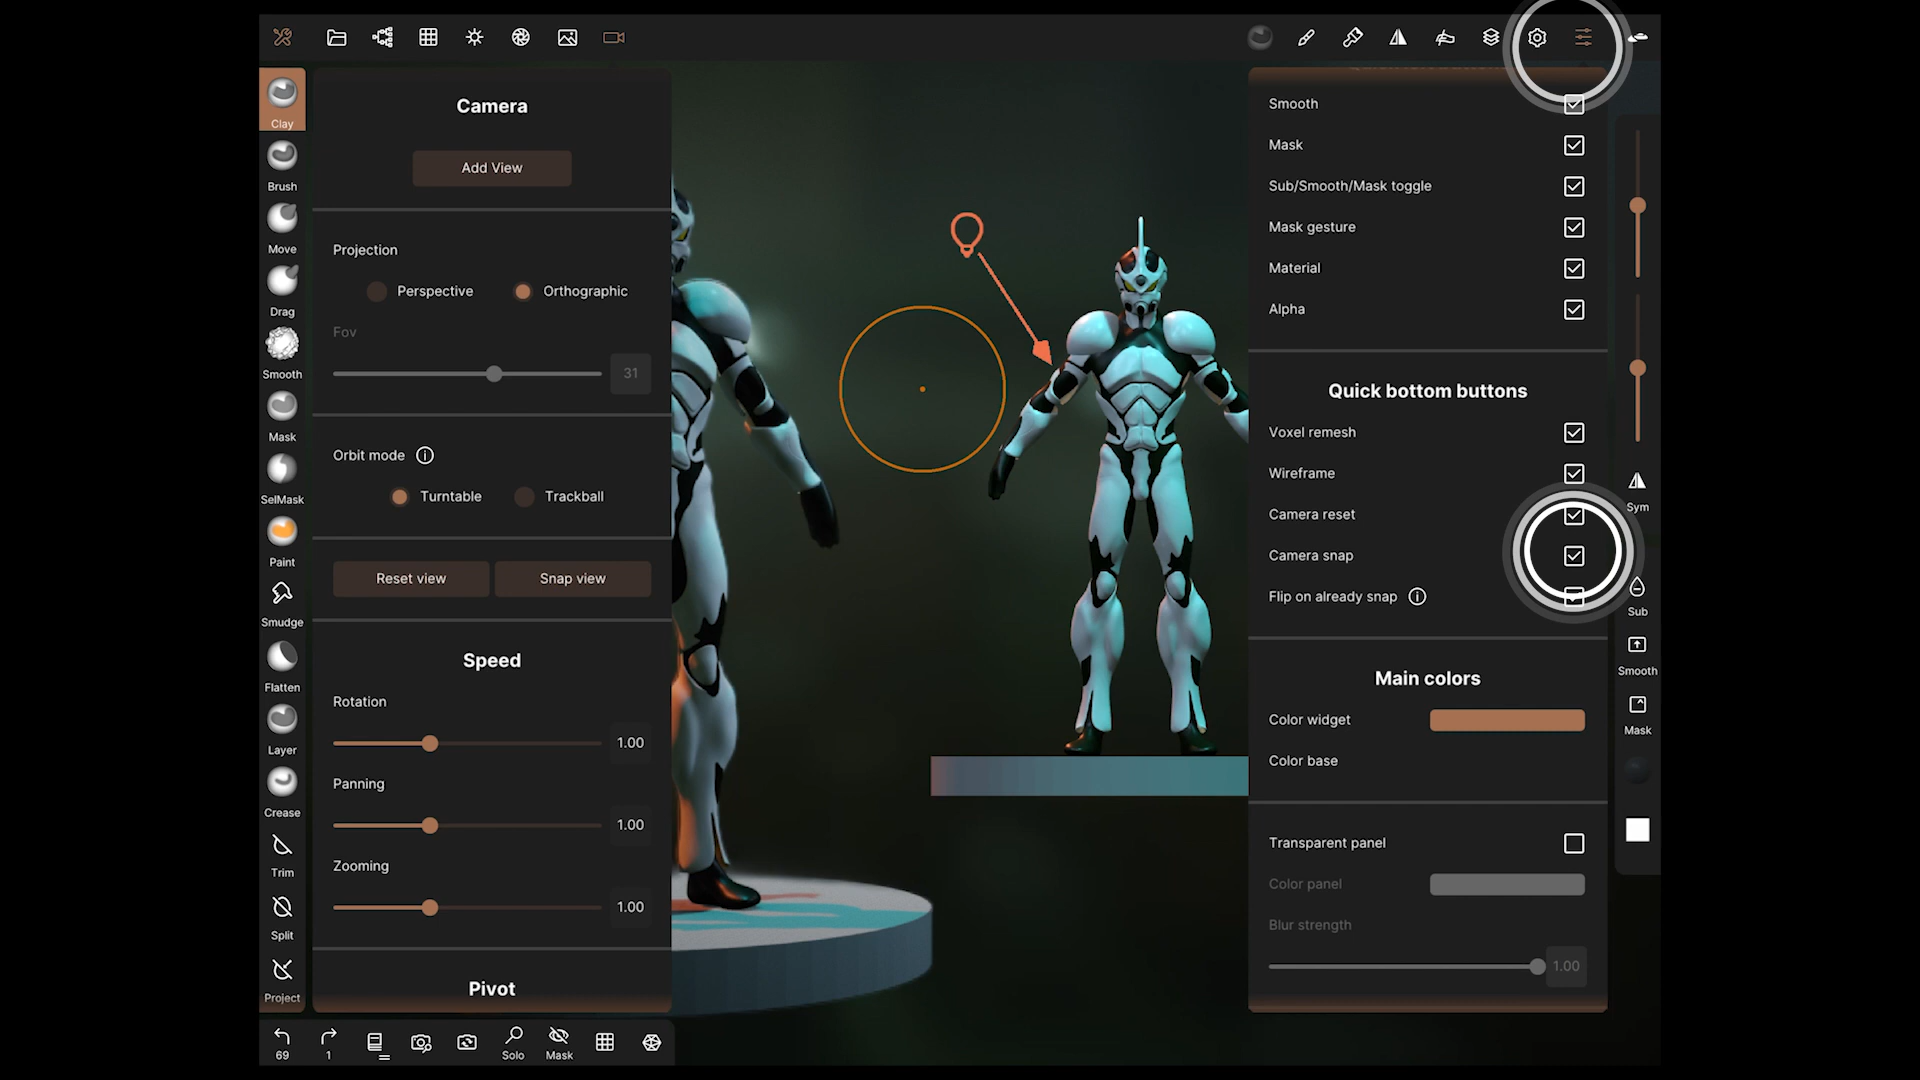 Clay
Brush
Move
Drag
Smooth
Mask
SelMask
Paint
Smudge
Flatten
Layer
Crease
Trim
Split
Project
Camera
Add View
Projection
Perspective
Orthographic
Fov
31
Orbit mode
Turntable
Trackball
Reset view
Snap view
Speed
Rotation
1.00
Panning
1.00
Zooming
1.00
Pivot
69
1
Solo
Mask
Smooth
Mask
Sub/Smooth/Mask toggle
Mask gesture
Material
Alpha
Quick bottom buttons
Voxel remesh
Wireframe
Camera reset
Camera snap
Flip on already snap
Main colors
Color widget
Color base
Transparent panel
Color panel
Blur strength
1.00
Sym
Sub
Smooth
Mask